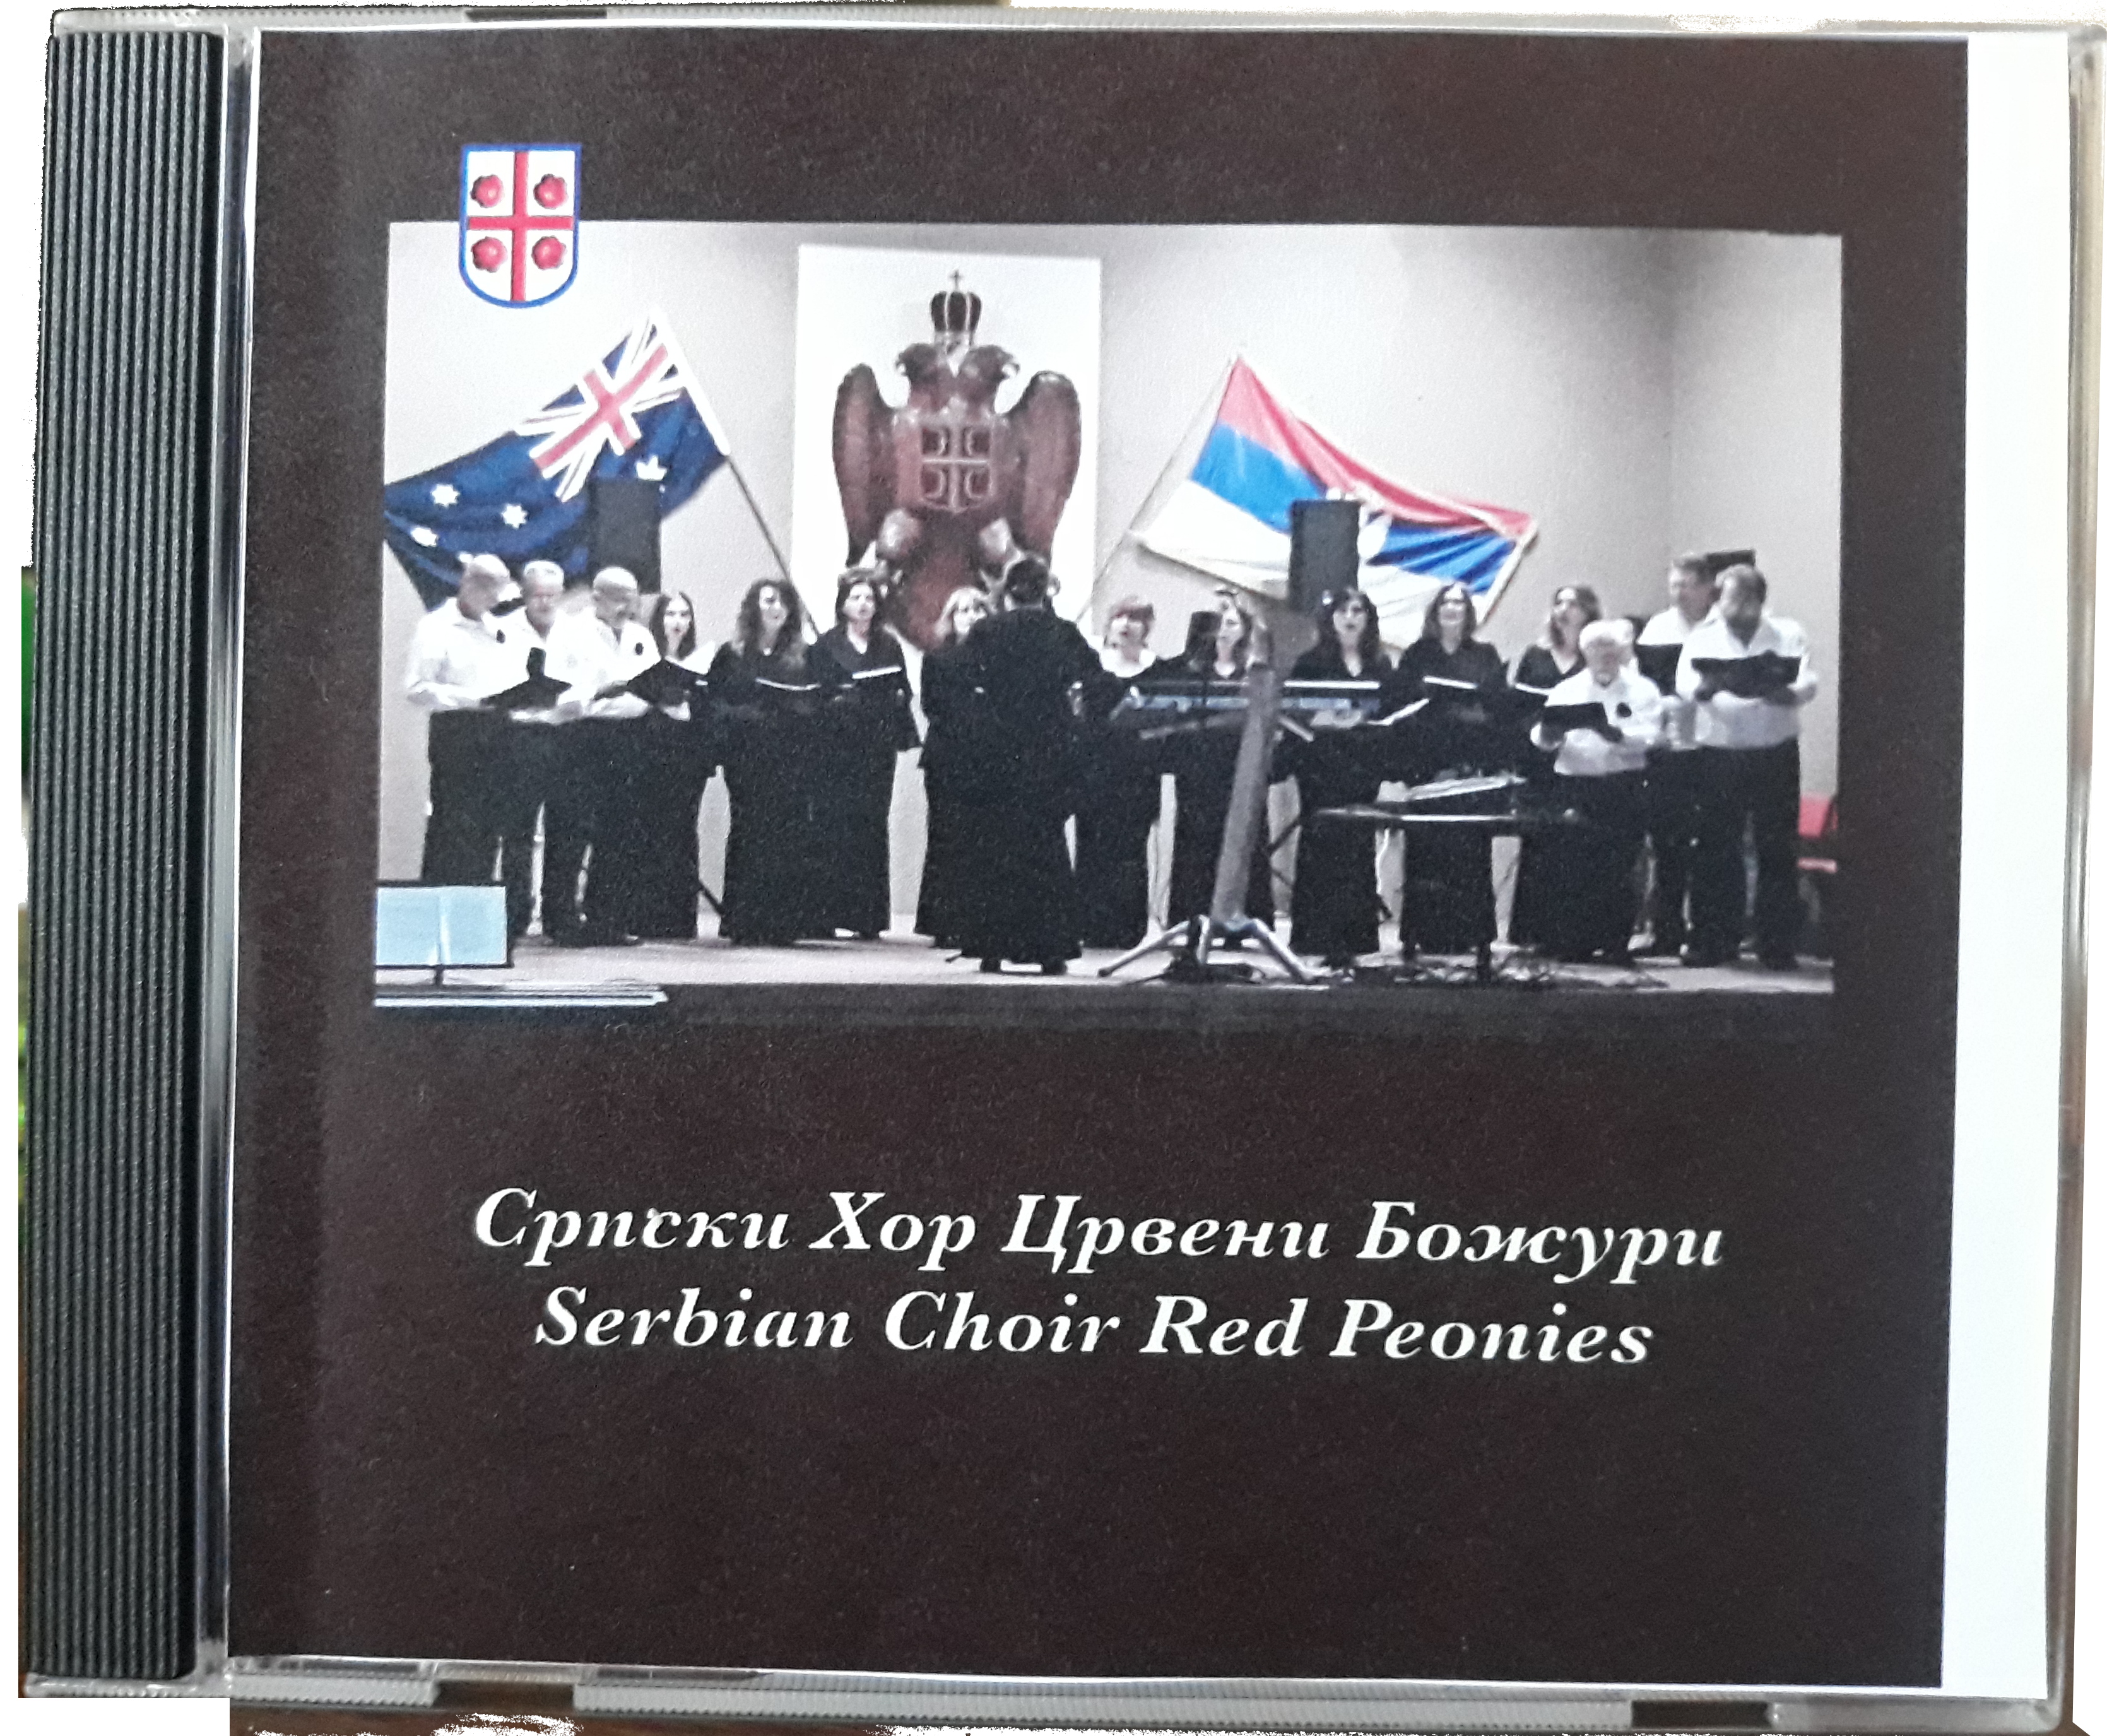 Српски Хор Црвени Божури
Serbian Choir Red Peonies